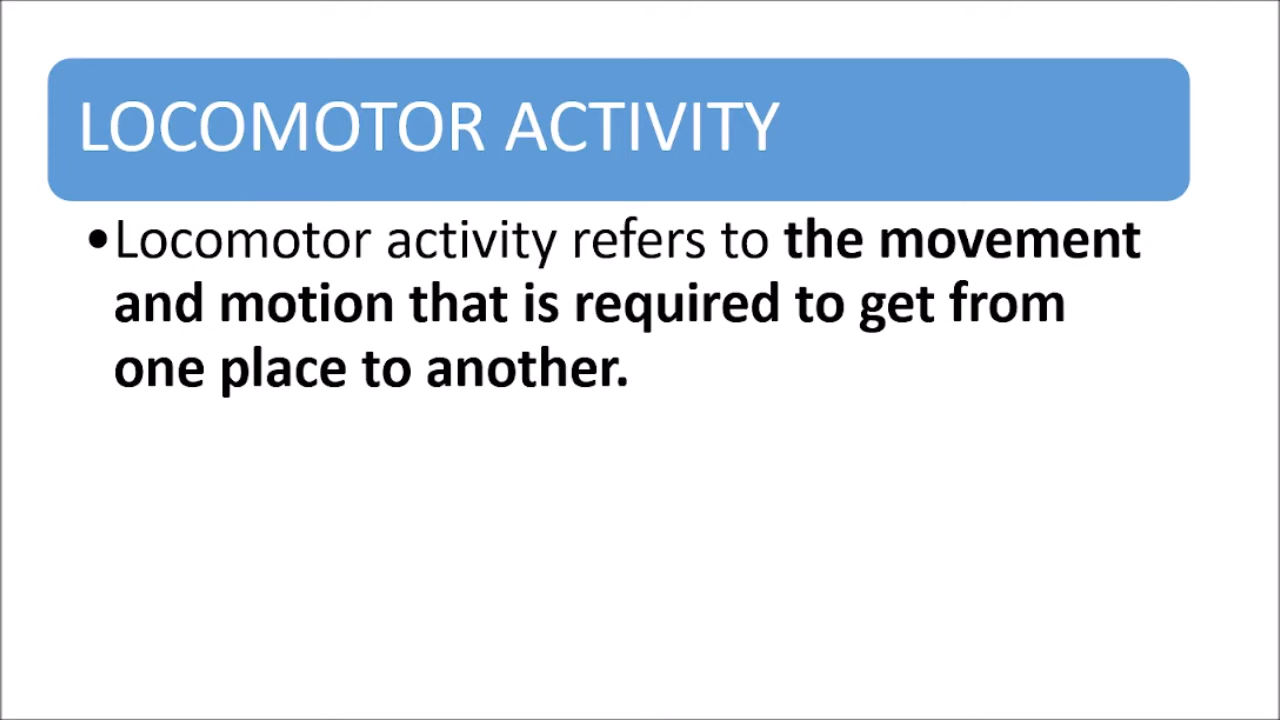 LOCOMOTOR ACTIVITY
•Locomotor activity refers to the movement
and motion that is required to get from
one place to another.